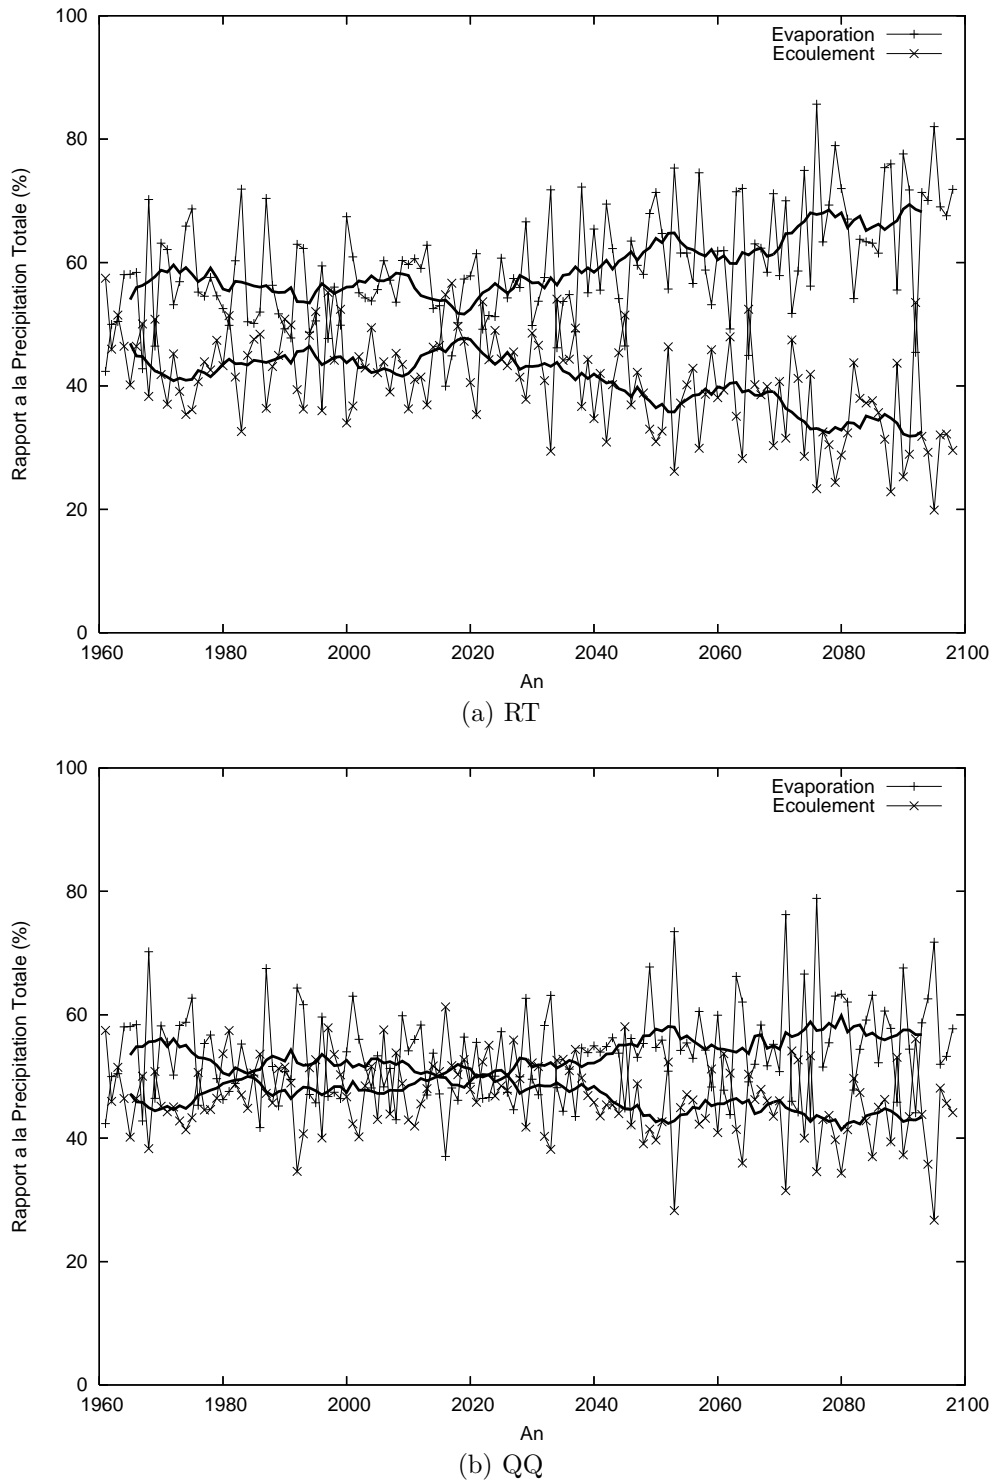 100
80
60
40
20
0
Rapport a la Precipitation Totale (%)
Evaporation
Ecoulement
1960 1980 2000 2020 2040 2060 2080 2100
An
(a) RT
100
80
60
40
20
0
Rapport a la Precipitation Totale (%)
Evaporation
Ecoulement
1960 1980 2000 2020 2040 2060 2080 2100
An
(b) QQ